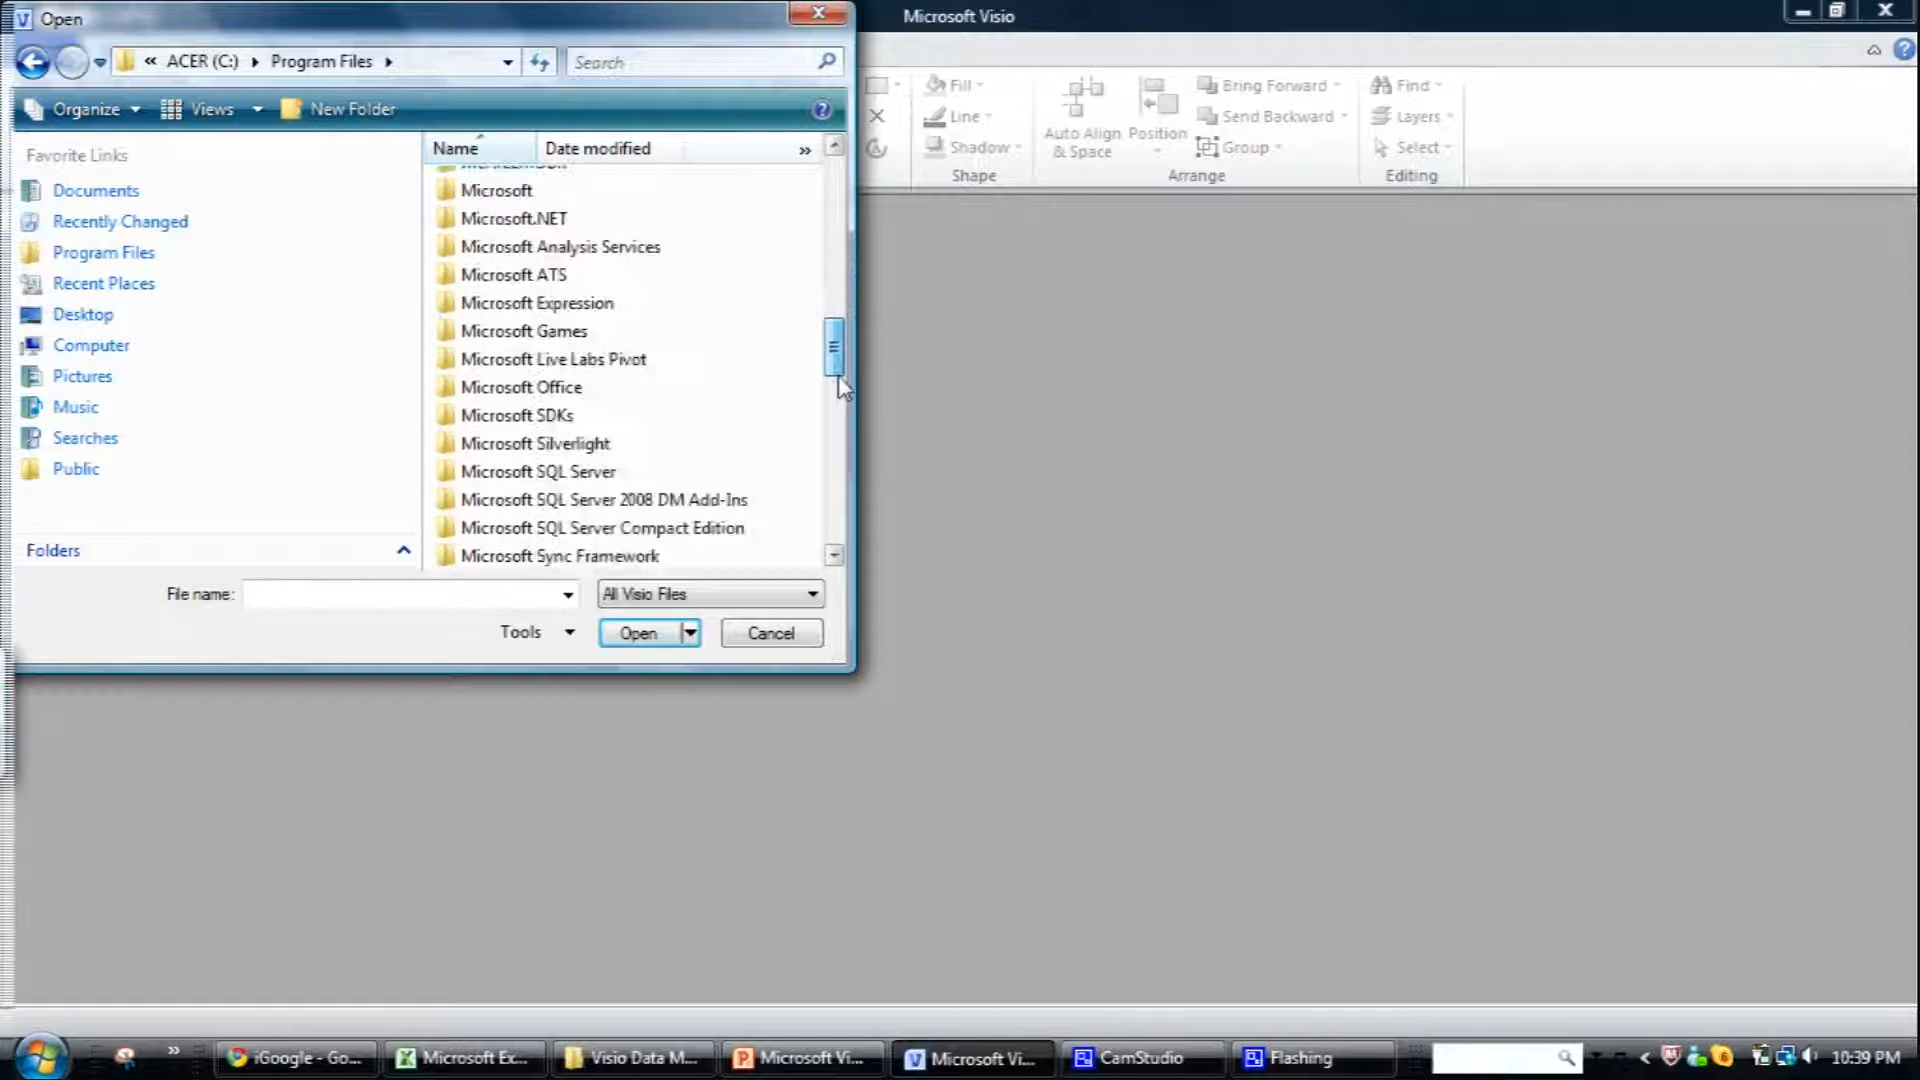 Open
Microsoft Visio
« ACER (C:) ▸ Program Files ▸
Search
Organize
Views
New Folder
Fill
Line
Shadow
Shape
Auto Align
& Space
Position
Bring Forward
Send Backward
Group
Arrange
Find
Layers
Select
Editing
Favorite Links
Documents
Recently Changed
Program Files
Recent Places
Desktop
Computer
Pictures
Music
Searches
Public
Folders
Name
Date modified
»
Microsoft
Microsoft.NET
Microsoft Analysis Services
Microsoft ATS
Microsoft Expression
Microsoft Games
Microsoft Live Labs Pivot
Microsoft Office
Microsoft SDKs
Microsoft Silverlight
Microsoft SQL Server
Microsoft SQL Server 2008 DM Add-Ins
Microsoft SQL Server Compact Edition
Microsoft Sync Framework
File name:
All Visio Files
Tools
Open
Cancel
»
iGoogle - Go...
Microsoft Ex...
Visio Data M...
Microsoft Vi...
Microsoft Vi...
CamStudio
Flashing
10:39 PM